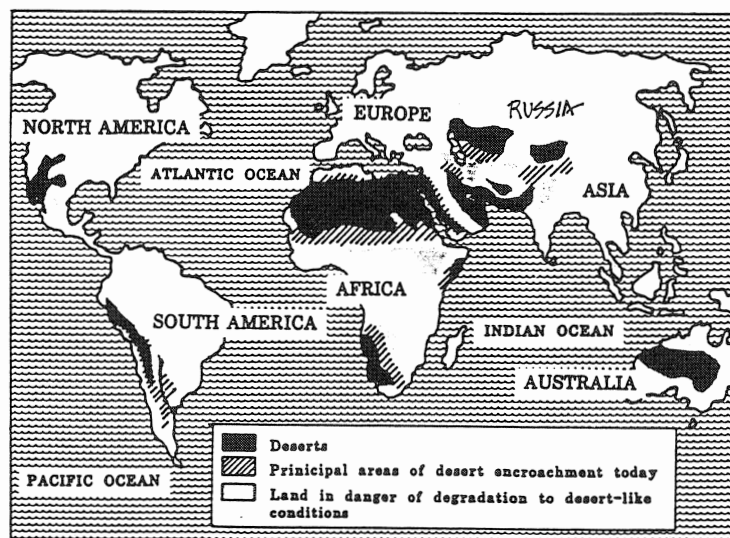 NORTH AMERICA
EUROPE
RUSSIA
ATLANTIC OCEAN
ASIA
AFRICA
SOUTH AMERICA
INDIAN OCEAN
AUSTRALIA
PACIFIC OCEAN
Deserts
Prinicipal areas of desert encroachment today
Land in danger of degradation to desert-like
conditions